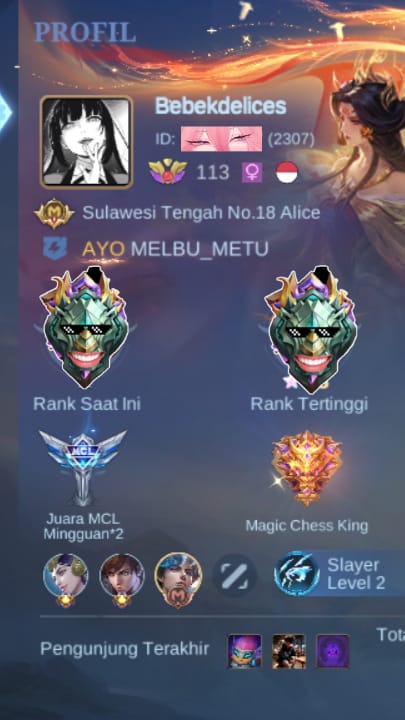 PROFIL
Bebekdelices
ID: (2307)
113
Sulawesi Tengah No.18 Alice
AYO MELBU_METU
Rank Saat Ini
Rank Tertinggi
MCL
Juara MCL
Mingguan*2
Magic Chess King
Slayer
Level 2
Pengunjung Terakhir
Tota